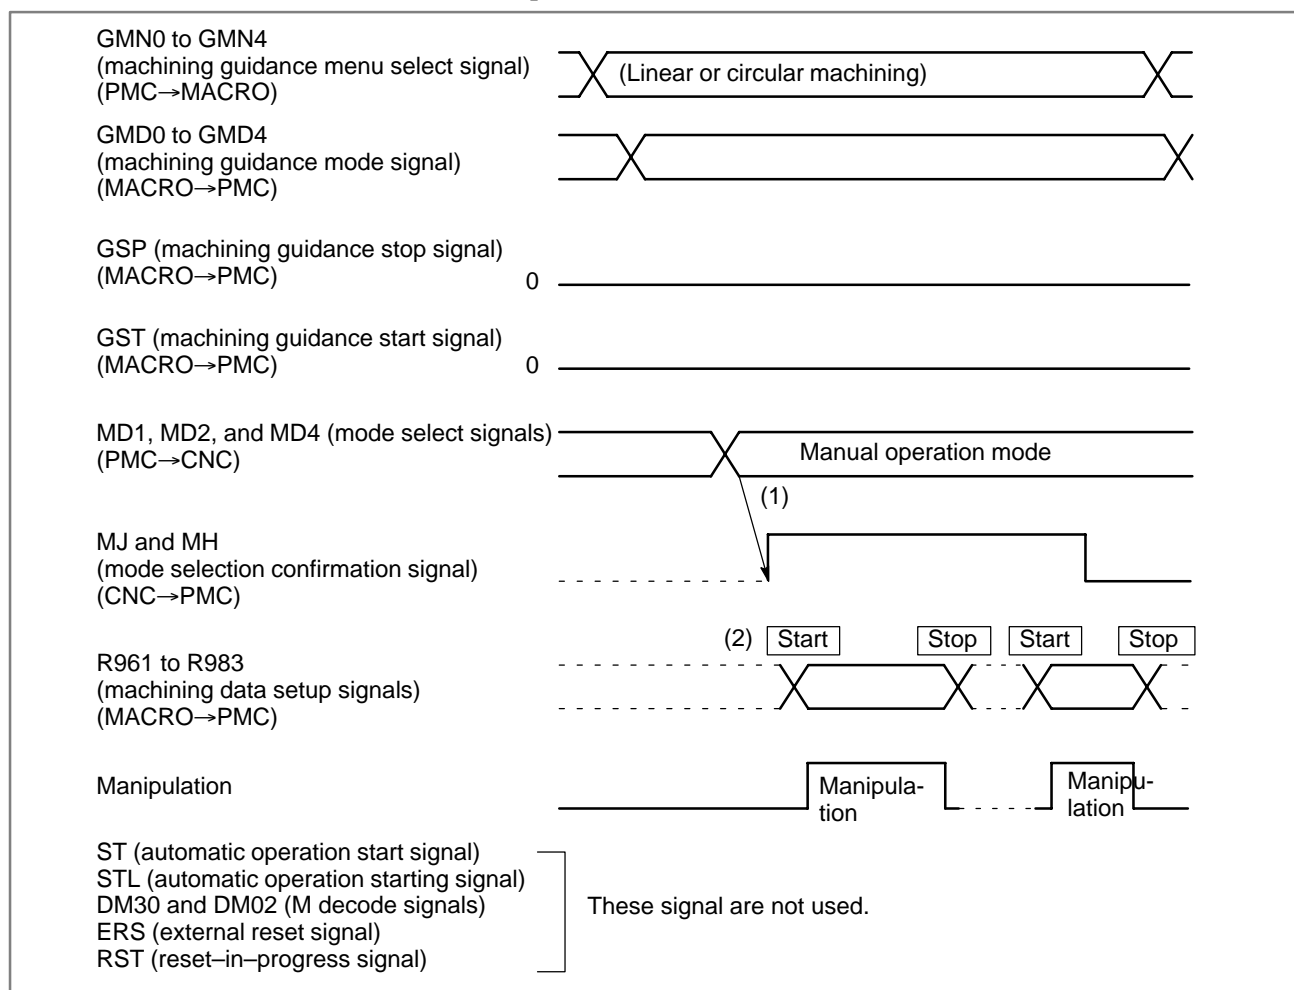 GMN0 to GMN4
(machining guidance menu select signal)
(PMC→MACRO)
(Linear or circular machining)
GMD0 to GMD4
(machining guidance mode signal)
(MACRO→PMC)
GSP (machining guidance stop signal)
(MACRO→PMC) 0
GST (machining guidance start signal)
(MACRO→PMC) 0
MD1, MD2, and MD4 (mode select signals)
(PMC→CNC)
Manual operation mode
(1)
MJ and MH
(mode selection confirmation signal)
(CNC→PMC)
(2) Start Stop Start Stop
R961 to R983
(machining data setup signals)
(MACRO→PMC)
Manipulation
Manipula-
tion
Manipu-
lation
ST (automatic operation start signal)
STL (automatic operation starting signal)
DM30 and DM02 (M decode signals)
ERS (external reset signal)
RST (reset–in–progress signal)
These signal are not used.